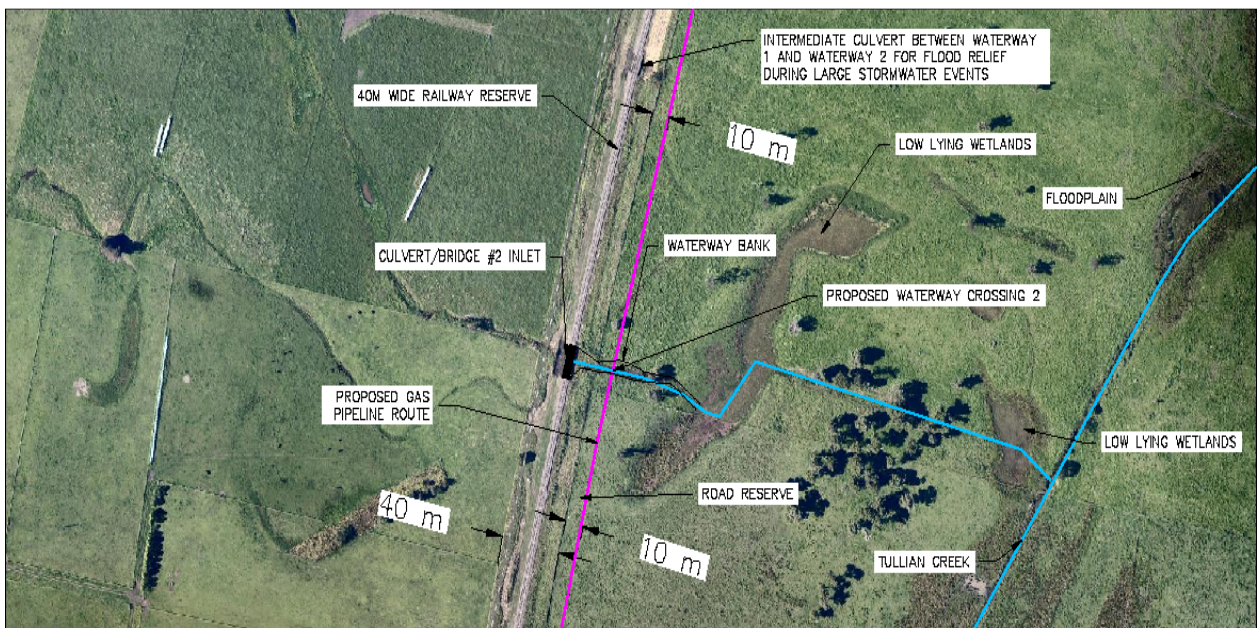 INTERMEDIATE CULVERT BETWEEN WATERWAY
1 AND WATERWAY 2 FOR FLOOD RELIEF
DURING LARGE STORMWATER EVENTS
40M WIDE RAILWAY RESERVE
10 m
LOW LYING WETLANDS
FLOODPLAIN
WATERWAY BANK
CULVERT/BRIDGE #2 INLET
PROPOSED WATERWAY CROSSING 2
PROPOSED GAS
PIPELINE ROUTE
LOW LYING WETLANDS
ROAD RESERVE
40 m
10 m
TULLIAN CREEK